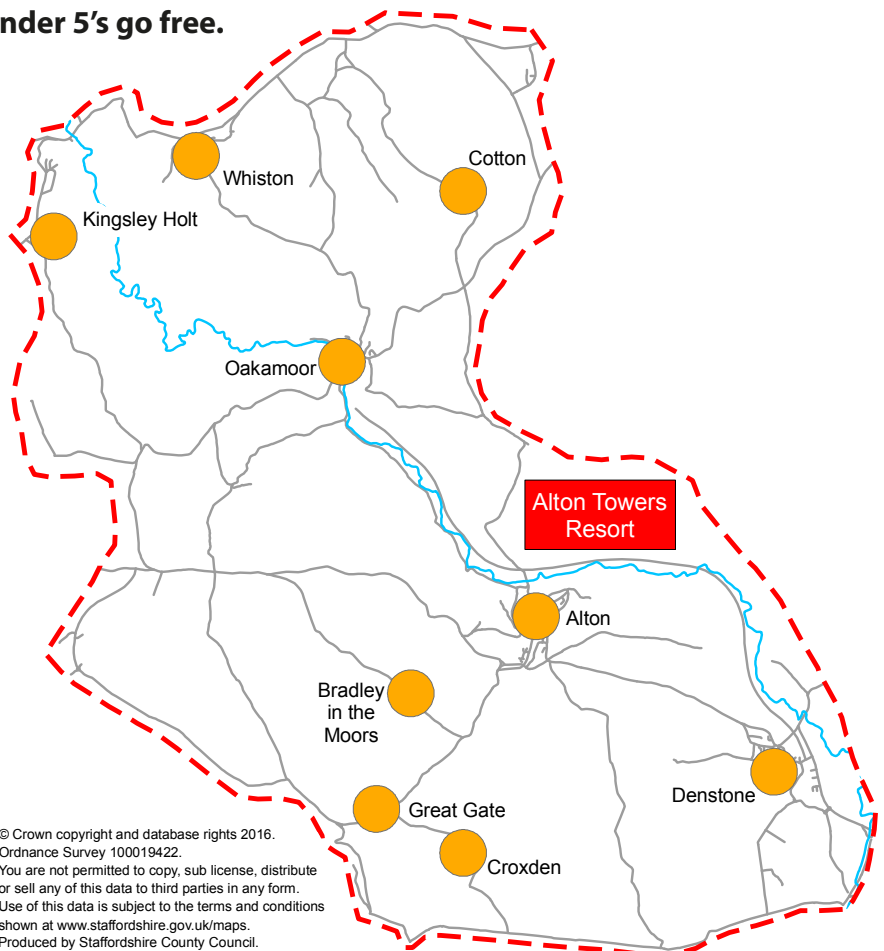 nder 5's go free.
Cotton
Whiston
Kingsley Holt
Oakamoor
Alton Towers
Resort
Alton
Bradley
in the
Moors
Denstone
Great Gate
Croxden
© Crown copyright and database rights 2016.
Ordnance Survey 100019422.
You are not permitted to copy, sub license, distribute
or sell any of this data to third parties in any form.
Use of this data is subject to the terms and conditions
shown at www.staffordshire.gov.uk/maps.
Produced by Staffordshire County Council.